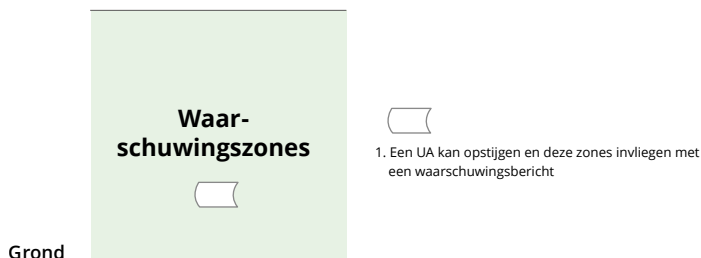 Waar-
schuwingszones
1. Een UA kan opstijgen en deze zones invliegen met
een waarschuwingsbericht
Grond